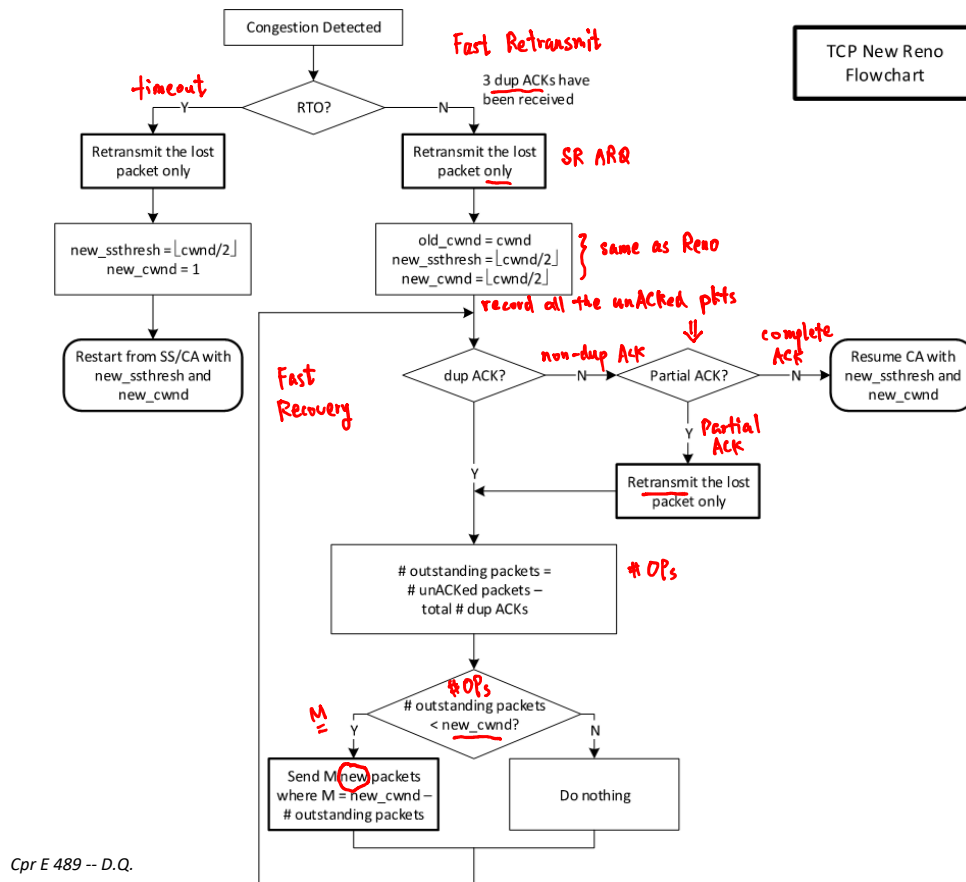 Congestion Detected
Fast Retransmit
TCP New Reno
Flowchart
3 dup ACKs have
been received
timeout
Y
RTO?
N
Retransmit the lost
packet only
Retransmit the lost
packet only
SR ARQ
new_ssthresh =⌊cwnd/2⌋
new_cwnd = 1
old_cwnd = cwnd
new_ssthresh =⌊cwnd/2⌋
new_cwnd =⌊cwnd/2⌋
} same as Reno
record all the unACKed pkts
⇓
Restart from SS/CA with
new_ssthresh and
new_cwnd
Fast
Recovery
dup ACK?
non-dup Ack
N
Partial ACK?
complete
ACK
N
Resume CA with
new_ssthresh and
new_cwnd
Y
Partial
ACK
Y
Retransmit the lost
packet only
# outstanding packets =
# unACKed packets –
total # dup ACKs
# OPs
#OPs
# outstanding packets
< new_cwnd?
M
Y
N
Send M new packets
where M = new_cwnd –
# outstanding packets
Do nothing
Cpr E 489 -- D.Q.